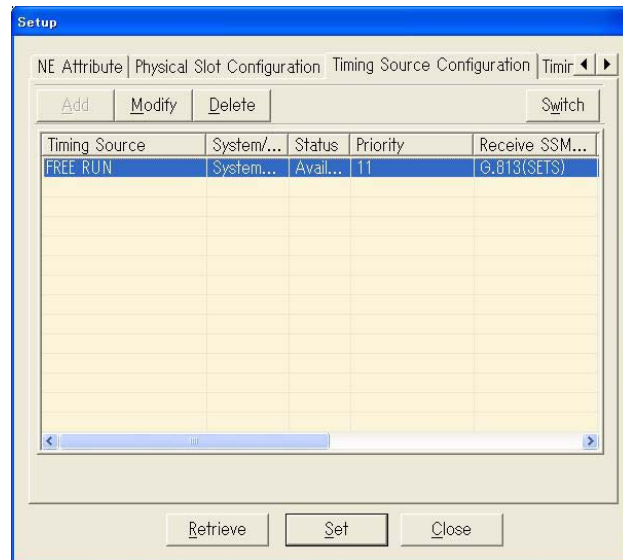 Setup
NE Attribute Physical Slot Configuration Timing Source Configuration Timir
Add Modify Delete Switch
Timing Source System/... Status Priority Receive SSM...
FREE RUN System... Avail... 11 G.813(SETS)
Retrieve Set Close